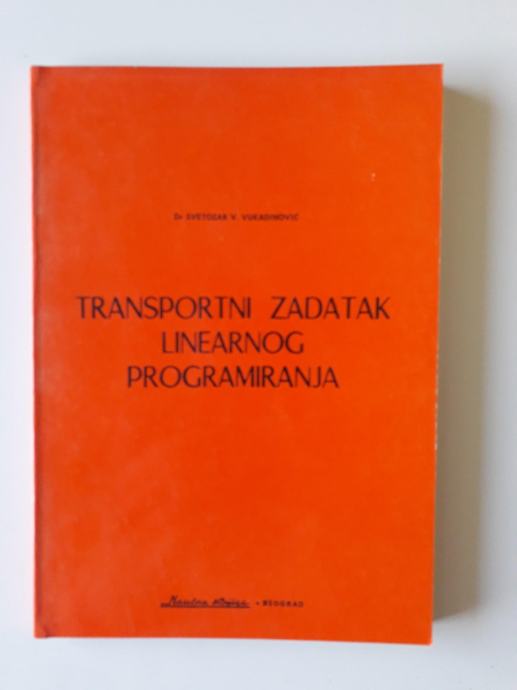 Dr SVETOZAR V. VUKADINOVIĆ
TRANSPORTNI ZADATAK
LINEARNOG
PROGRAMIRANJA
Naučna knjiga • BEOGRAD